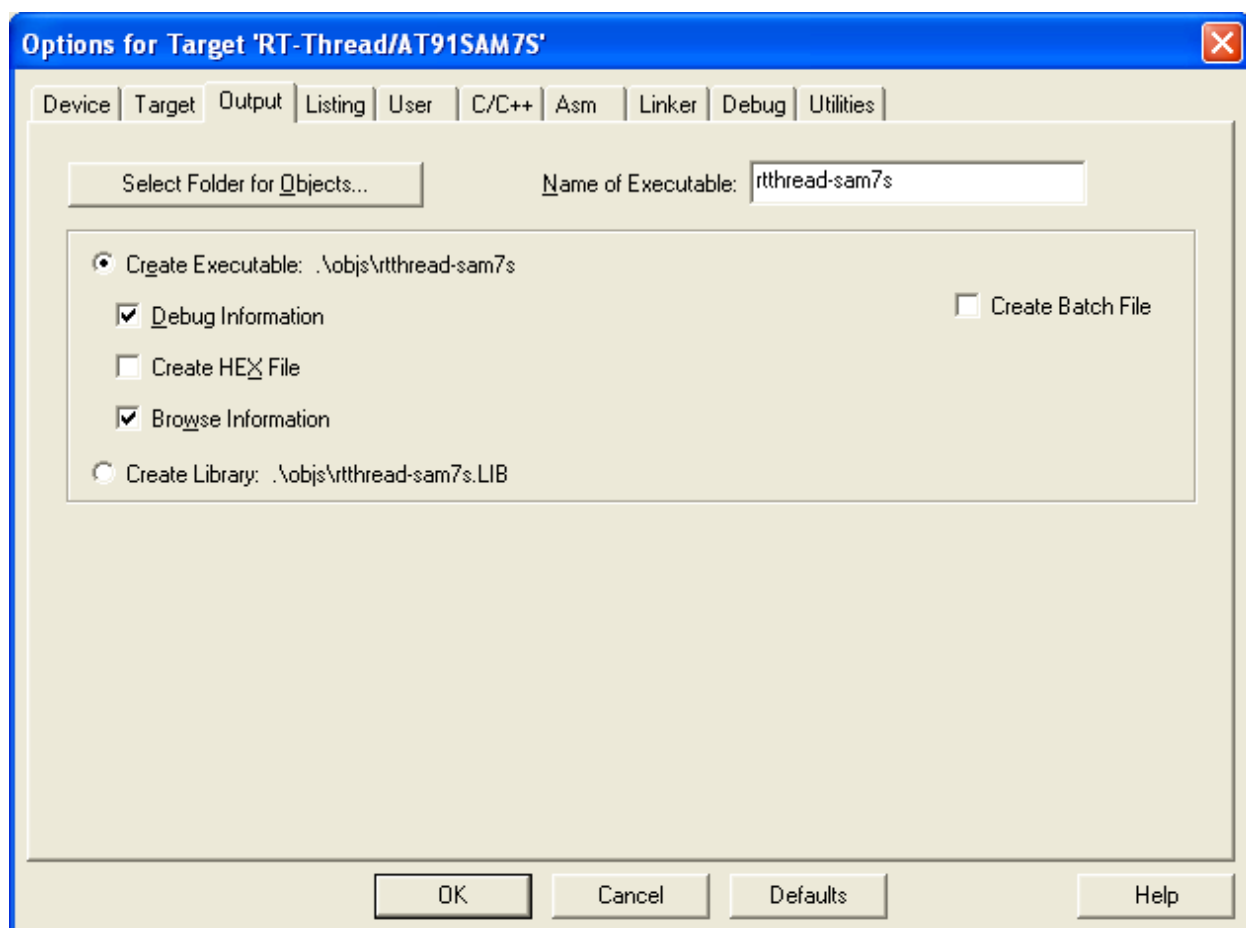 Options for Target 'RT-Thread/AT91SAM7S'
Device Target Output Listing User C/C++ Asm Linker Debug Utilities
Select Folder for Objects... Name of Executable: rtthread-sam7s
Create Executable: .\objs\rtthread-sam7s
Debug Information Create Batch File
Create HEX File
Browse Information
Create Library: .\objs\rtthread-sam7s.LIB
OK Cancel Defaults Help